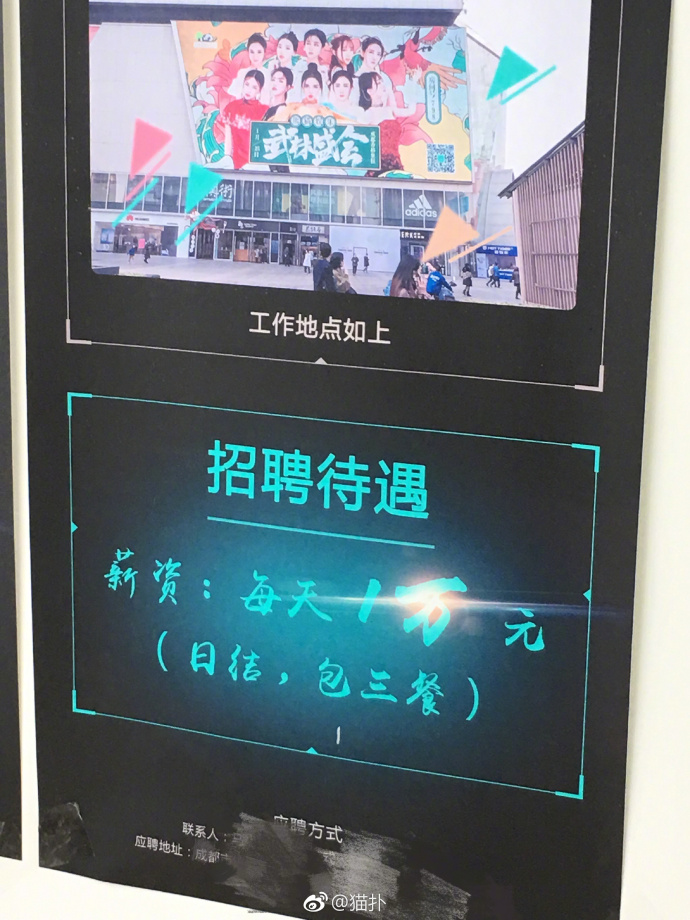 武林盛会
adidas
工作地点如上
招聘待遇
薪资：每天1万元
（日结，包三餐）
应聘方式
联系人：
应聘地址：成都
@猫扑